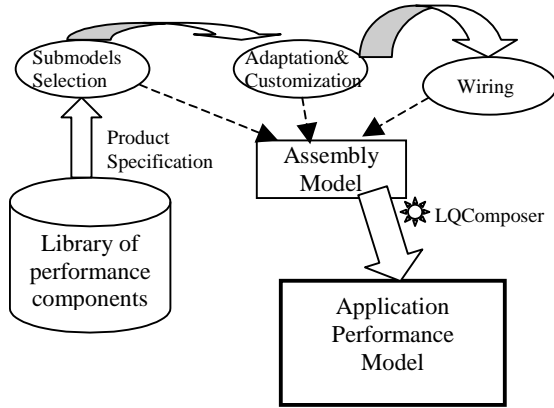 Submodels
Selection
Adaptation&
Customization
Wiring
Product
Specification
Assembly
Model
LQComposer
Library of
performance
components
Application
Performance
Model